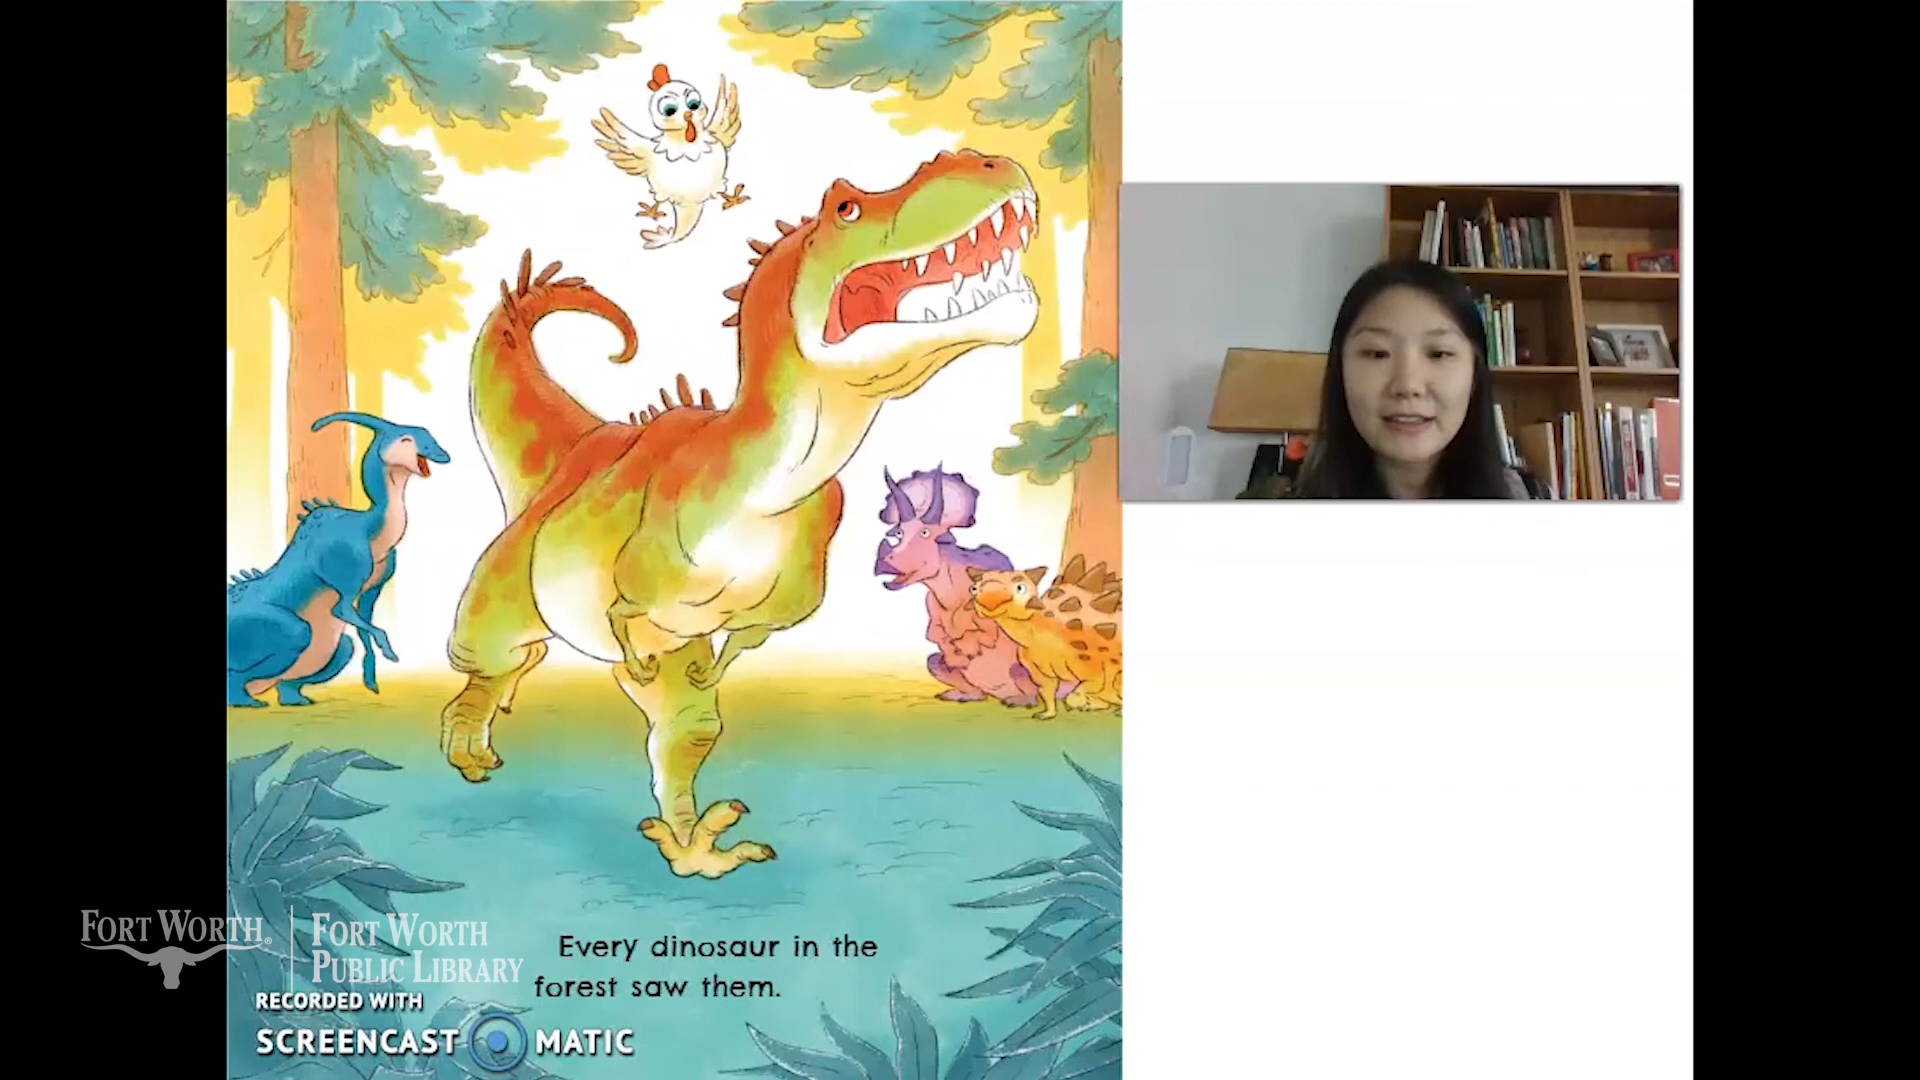 Every dinosaur in the
forest saw them.
FORT WORTH®
FORT WORTH
PUBLIC LIBRARY
RECORDED WITH
SCREENCAST MATIC